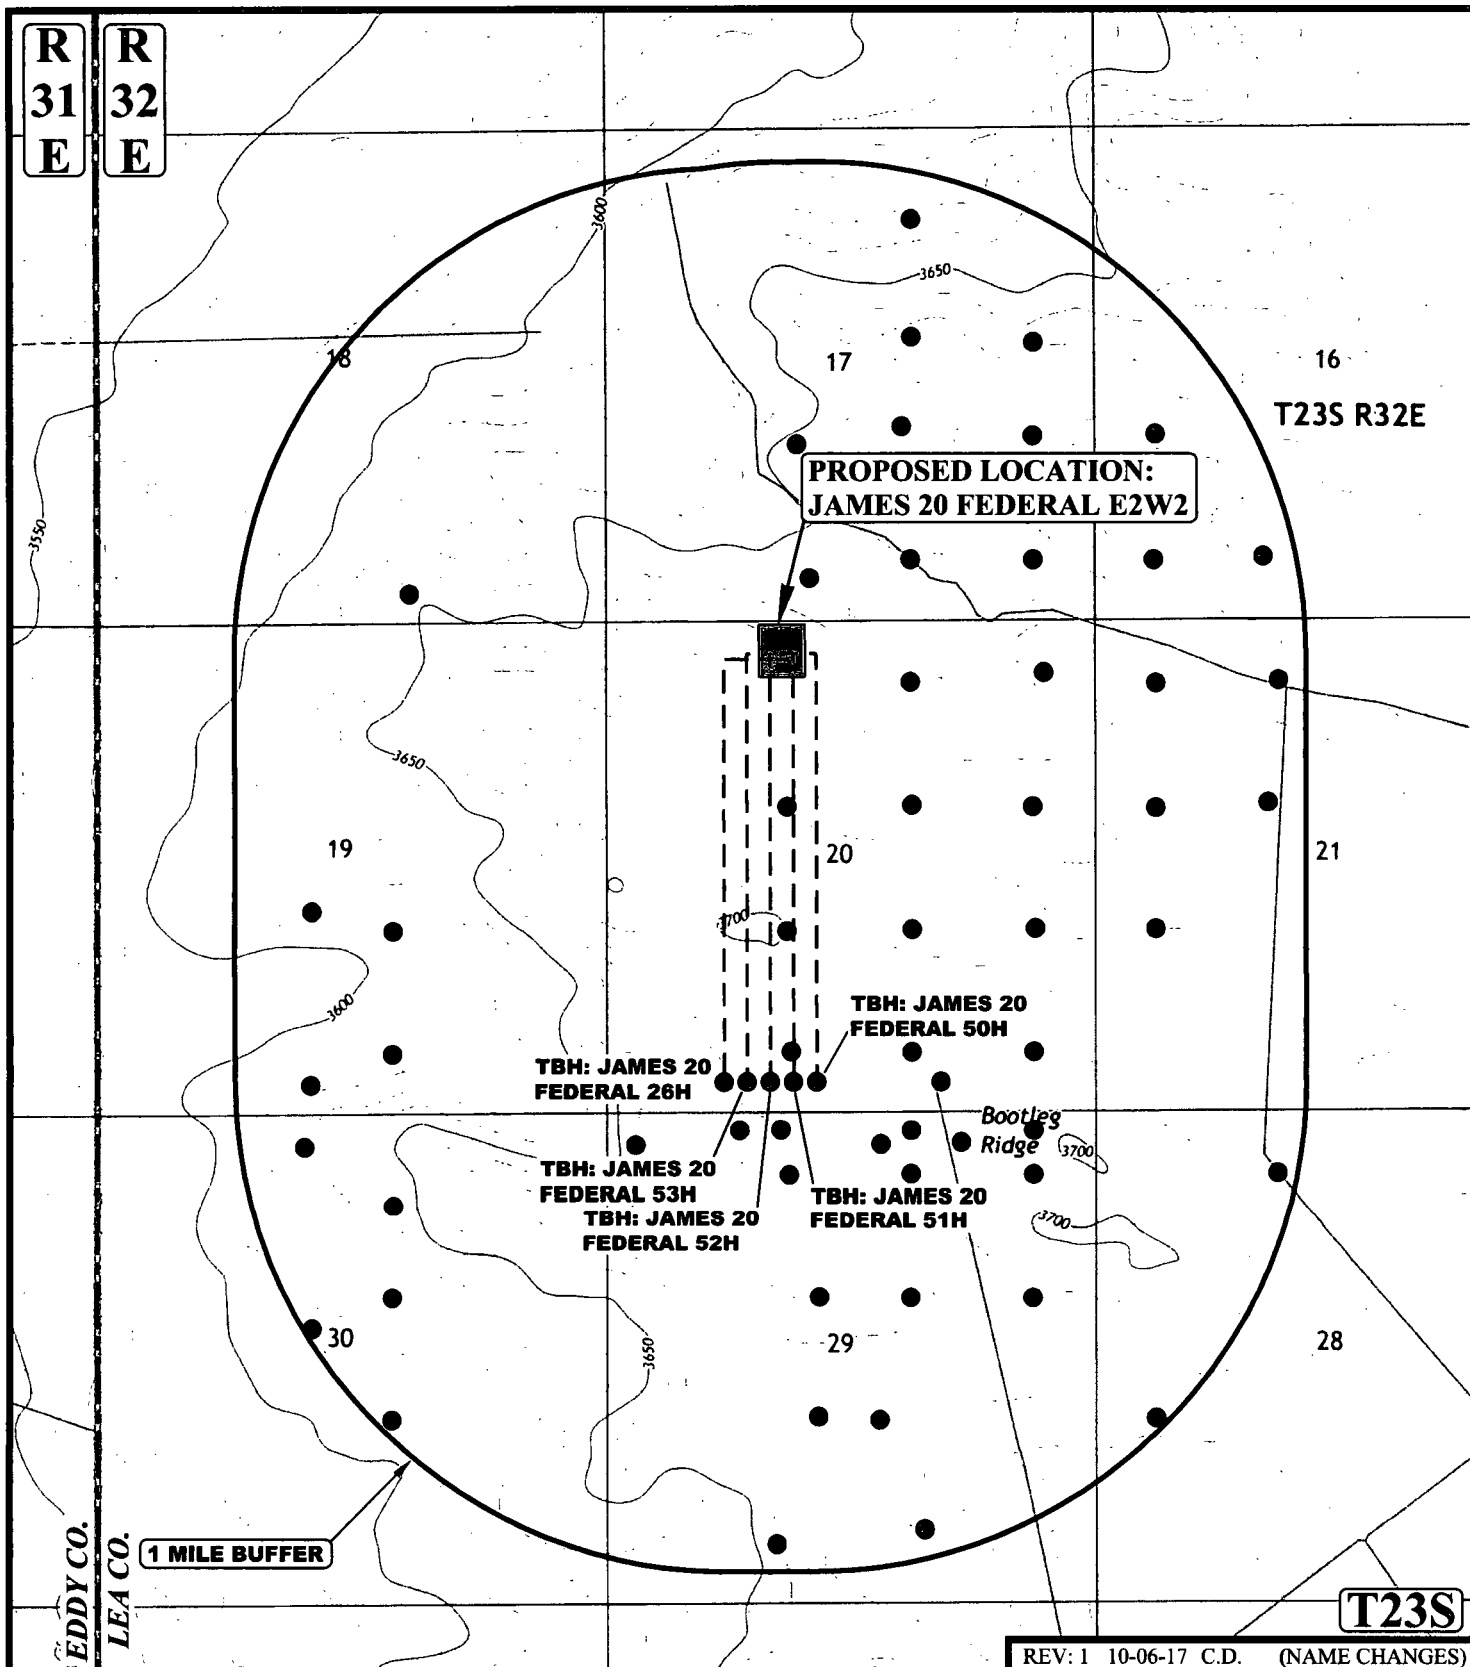 R
31
E
R
32
E
3600
3650
18
17
16
T23S R32E
PROPOSED LOCATION:
JAMES 20 FEDERAL E2W2
3550
3650
19
20
21
3700
3600
TBH: JAMES 20
FEDERAL 50H
TBH: JAMES 20
FEDERAL 26H
Bootleg
Ridge
3700
TBH: JAMES 20
FEDERAL 53H
TBH: JAMES 20
FEDERAL 51H
TBH: JAMES 20
FEDERAL 52H
3700
30
3650
29
28
1 MILE BUFFER
EDDY CO.
LEA CO.
T23S
REV: 1 10-06-17 C.D. (NAME CHANGES)